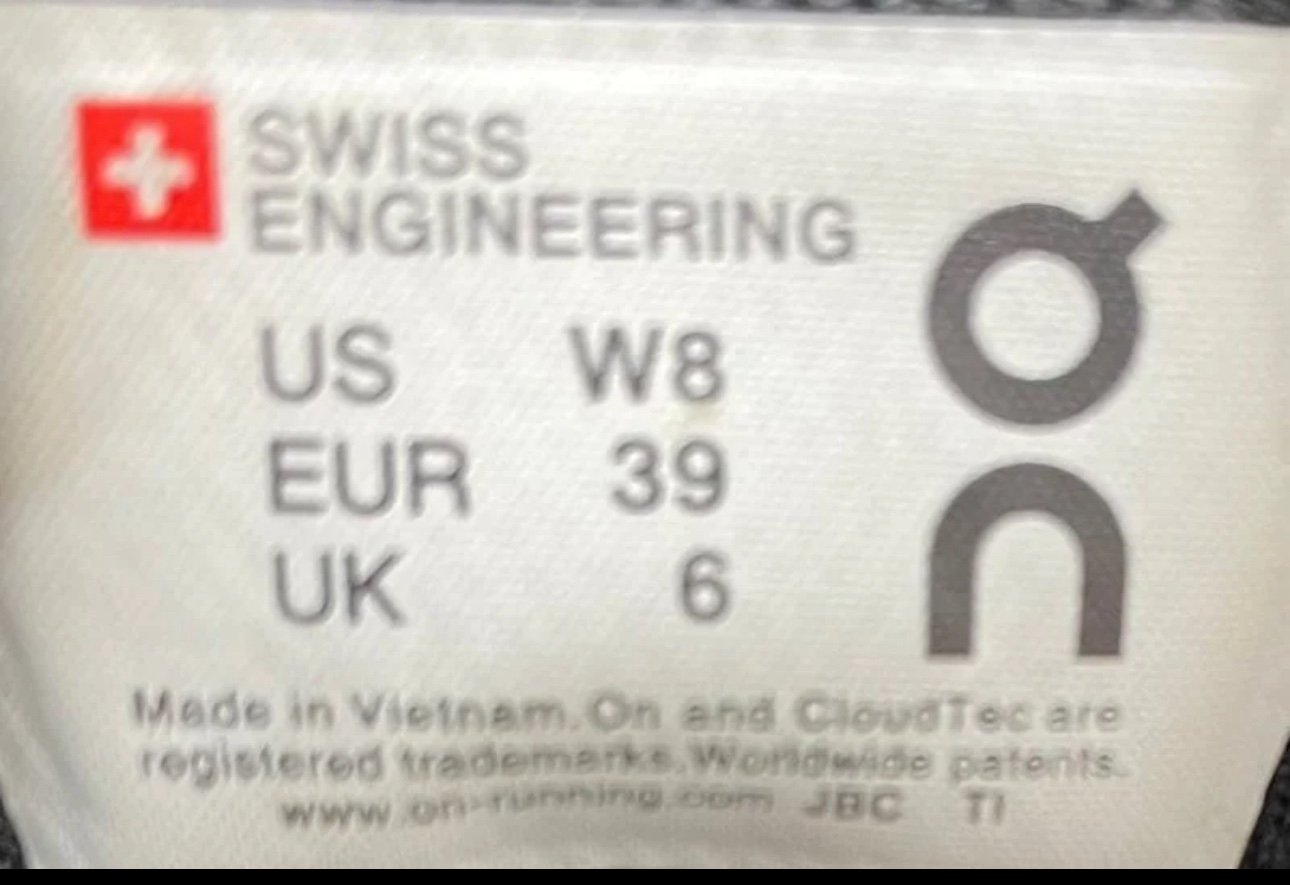 SWISS
ENGINEERING
US W8
EUR 39
UK 6
On
Made in Vietnam. On and CloudTec are
registered trademarks. Worldwide patents.
www.on-running.com JBC TI